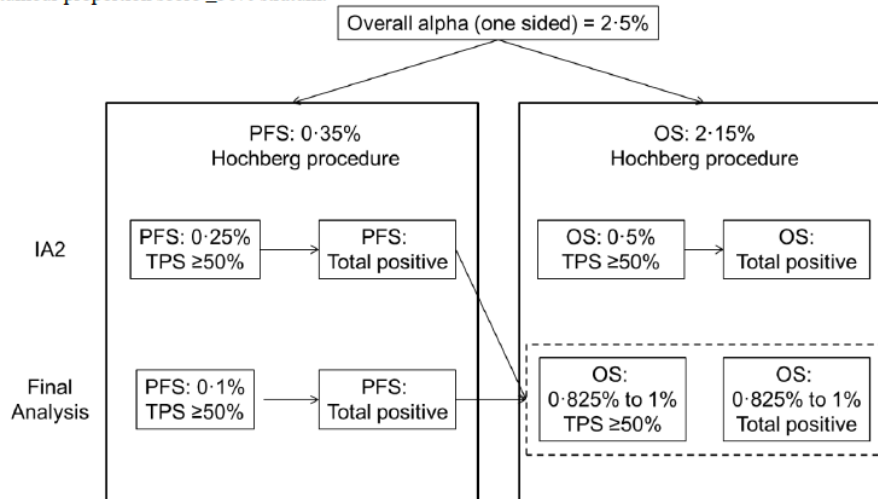 Overall alpha (one sided) = 2·5%
PFS: 0·35%
Hochberg procedure
OS: 2·15%
Hochberg procedure
IA2
PFS: 0·25%
TPS ≥50%
PFS:
Total positive
OS: 0·5%
TPS ≥50%
OS:
Total positive
Final
Analysis
PFS: 0·1%
TPS ≥50%
PFS:
Total positive
OS:
0·825% to 1%
TPS ≥50%
OS:
0·825% to 1%
Total positive